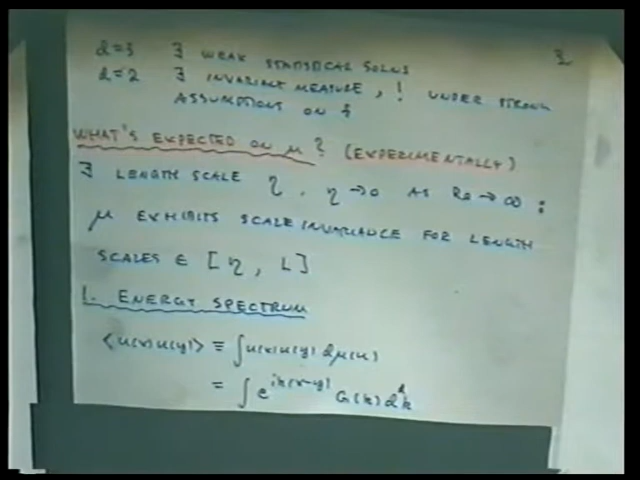 2
d=3 ∃ WEAK STATISTICAL SOLNS
d=2 ∃ INVARIANT MEASURE, ! UNDER STRONG
ASSUMPTIONS ON f
WHAT'S EXPECTED ON μ? (EXPERIMENTALLY)
∃ LENGTH SCALE η, η→0 AS Re→∞ :
μ EXHIBITS SCALE INVARIANCE FOR LENGTH
SCALES ∈ [η, L]
1. ENERGY SPECTRUM
<u(x)u(y)> ≡ ∫u(x)u(y) dμ(u)
= ∫ e^{ik(x-y)} G(k) d^d k